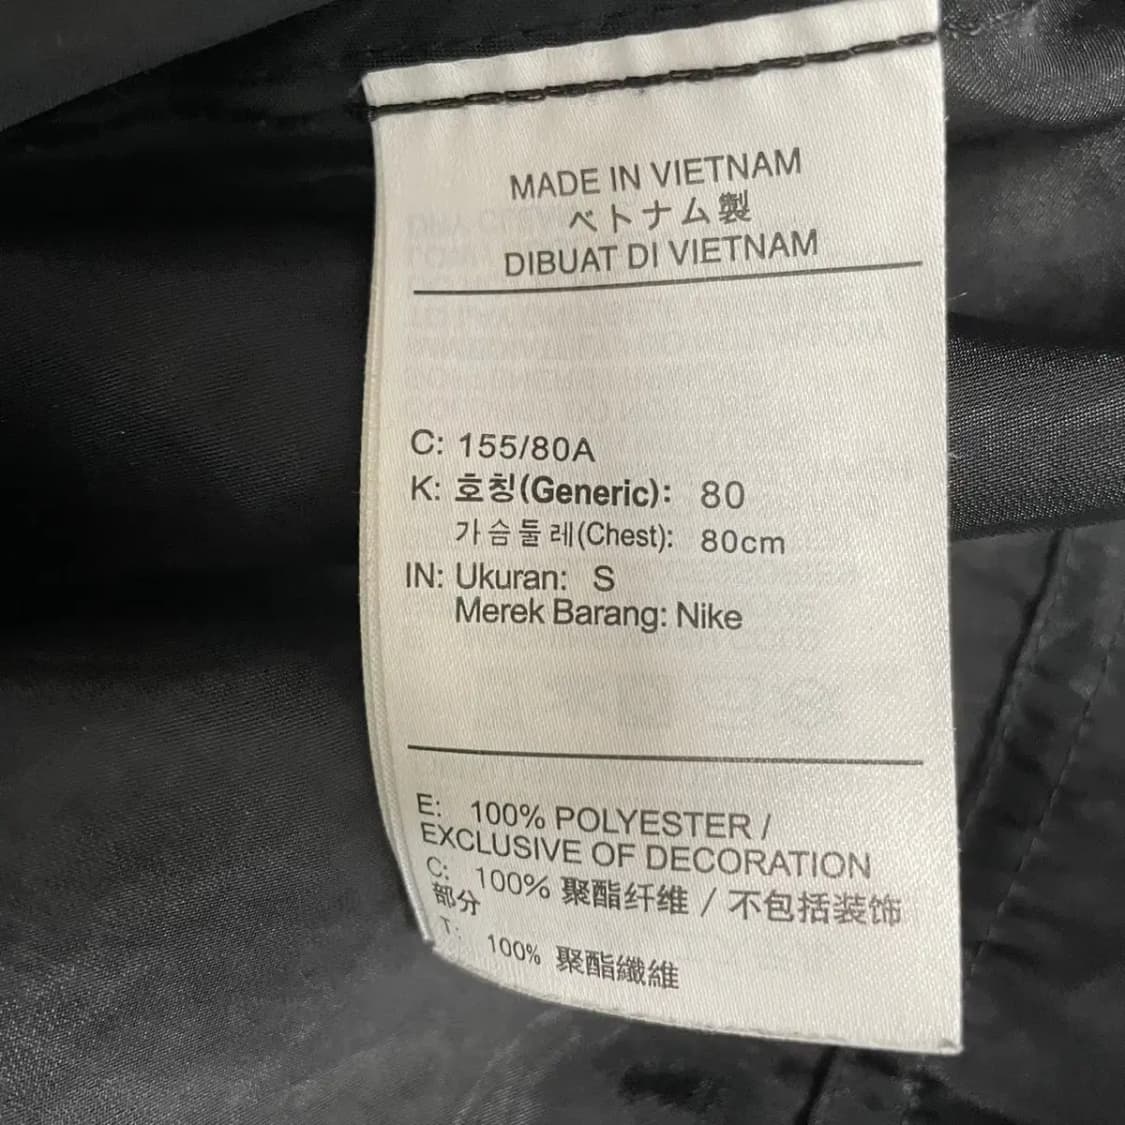 MADE IN VIETNAM
ベトナム製
DIBUAT DI VIETNAM
C: 155/80A
K: 호칭(Generic): 80
가슴둘레(Chest): 80cm
IN: Ukuran: S
Merek Barang: Nike
E: 100% POLYESTER /
EXCLUSIVE OF DECORATION
C: 100% 聚酯纤维 / 不包括装饰
部分
T: 100% 聚酯纖維